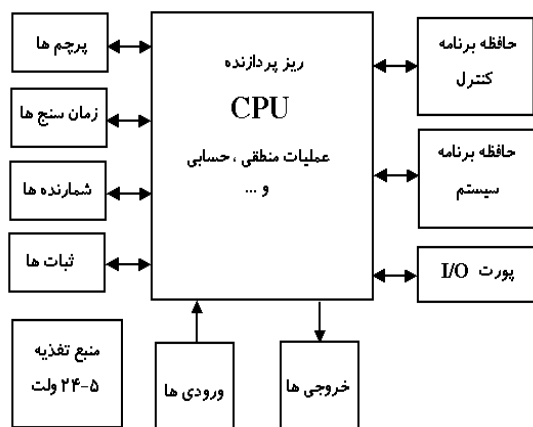 پرچم ها
زمان سنج ها
شمارنده ها
ثبات ها
منبع تغذیه
۲۴-۵ ولت
ریز پردازنده
CPU
عملیات منطقی ، حسابی
و ...
ورودی ها
خروجی ها
حافظه برنامه
کنترل
حافظه برنامه
سیستم
پورت I/O